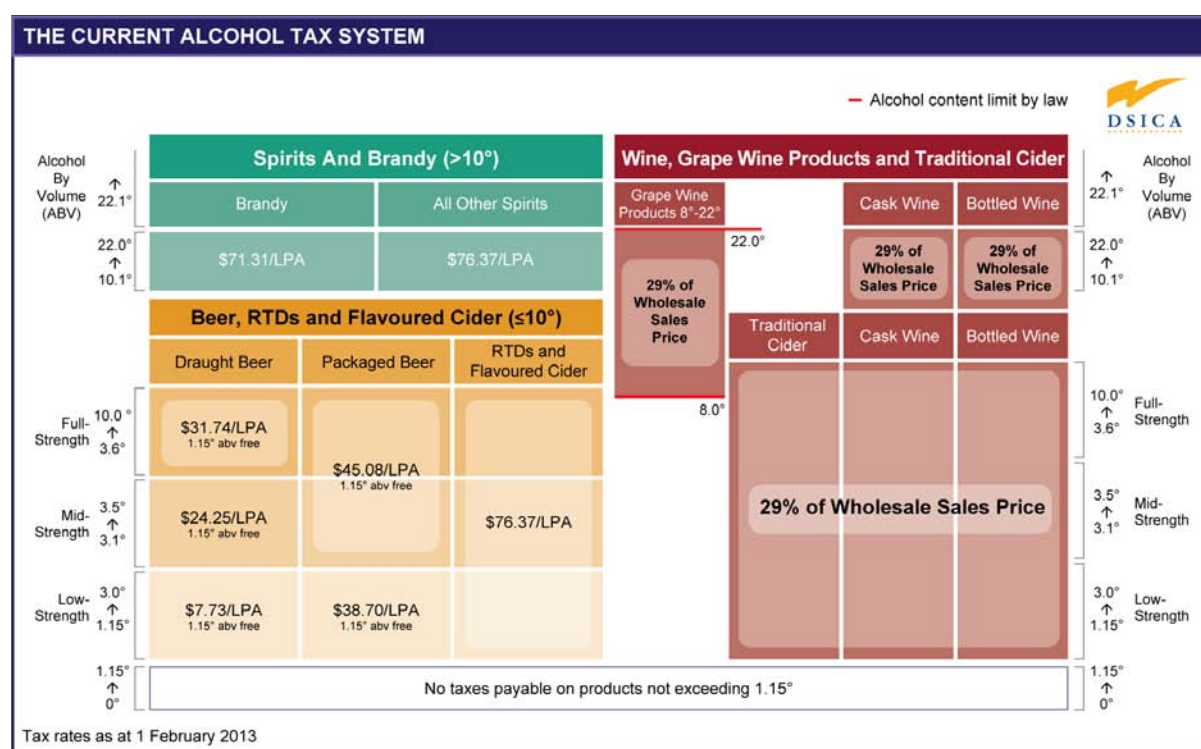 THE CURRENT ALCOHOL TAX SYSTEM
Alcohol content limit by law
DSICA
Alcohol
By
Volume
(ABV)
↑
22.1°
22.0°
↑
10.1°
Spirits And Brandy (>10°)
Brandy
All Other Spirits
$71.31/LPA
$76.37/LPA
Beer, RTDs and Flavoured Cider (≤10°)
Draught Beer
Packaged Beer
RTDs and
Flavoured Cider
Full-
Strength
10.0 °
↑
3.6°
$31.74/LPA
1.15° abv free
$45.08/LPA
1.15° abv free
Mid-
Strength
3.5°
↑
3.1°
$24.25/LPA
1.15° abv free
$76.37/LPA
Low-
Strength
3.0°
↑
1.15°
$7.73/LPA
1.15° abv free
$38.70/LPA
1.15° abv free
Wine, Grape Wine Products and Traditional Cider
Grape Wine
Products 8°-22°
22.0°
29% of
Wholesale
Sales
Price
8.0°
Cask Wine
Bottled Wine
29% of
Wholesale
Sales Price
29% of
Wholesale
Sales Price
Traditional
Cider
Cask Wine
Bottled Wine
29% of Wholesale Sales Price
↑
22.1°
Alcohol
By
Volume
(ABV)
22.0°
↑
10.1°
10.0°
↑
3.6°
Full-
Strength
3.5°
↑
3.1°
Mid-
Strength
3.0°
↑
1.15°
Low-
Strength
1.15°
↑
0°
No taxes payable on products not exceeding 1.15°
1.15°
↑
0°
Tax rates as at 1 February 2013